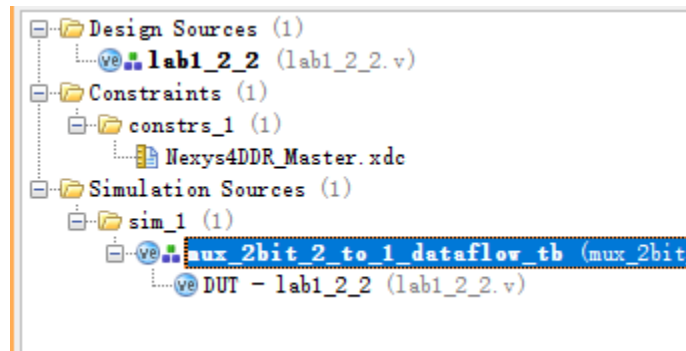 Design Sources (1)
lab1_2_2 (lab1_2_2.v)
Constraints (1)
constrs_1 (1)
Nexys4DDR_Master.xdc
Simulation Sources (1)
sim_1 (1)
mux_2bit_2_to_1_dataflow_tb (mux_2bit
DUT - lab1_2_2 (lab1_2_2.v)